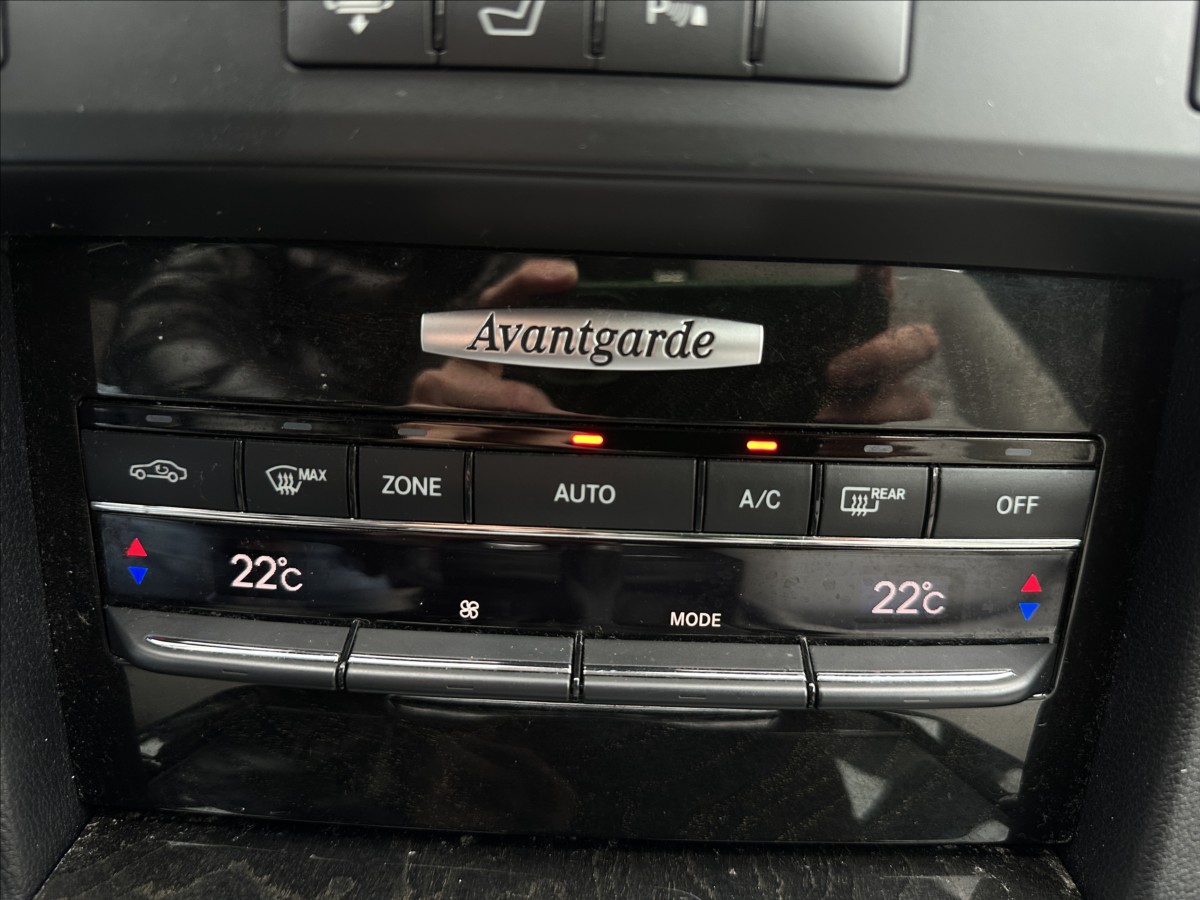 P
Avantgarde
MAX
ZONE
AUTO
A/C
REAR
OFF
22°C
22°C
MODE